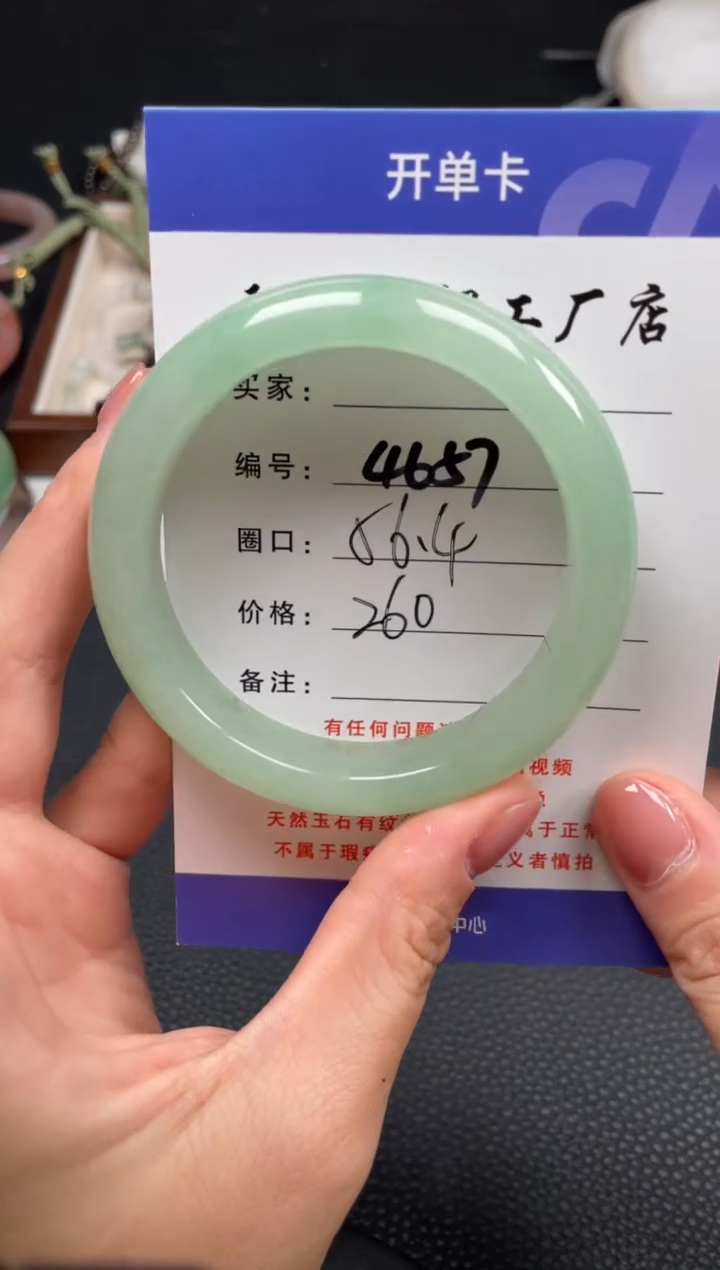 开单卡
工厂店
买家：
编号：4657
圈口：56.4
价格：260
备注：
有任何问题
视频
天然玉石有纹 属于正常
不属于瑕 义者慎拍
中心